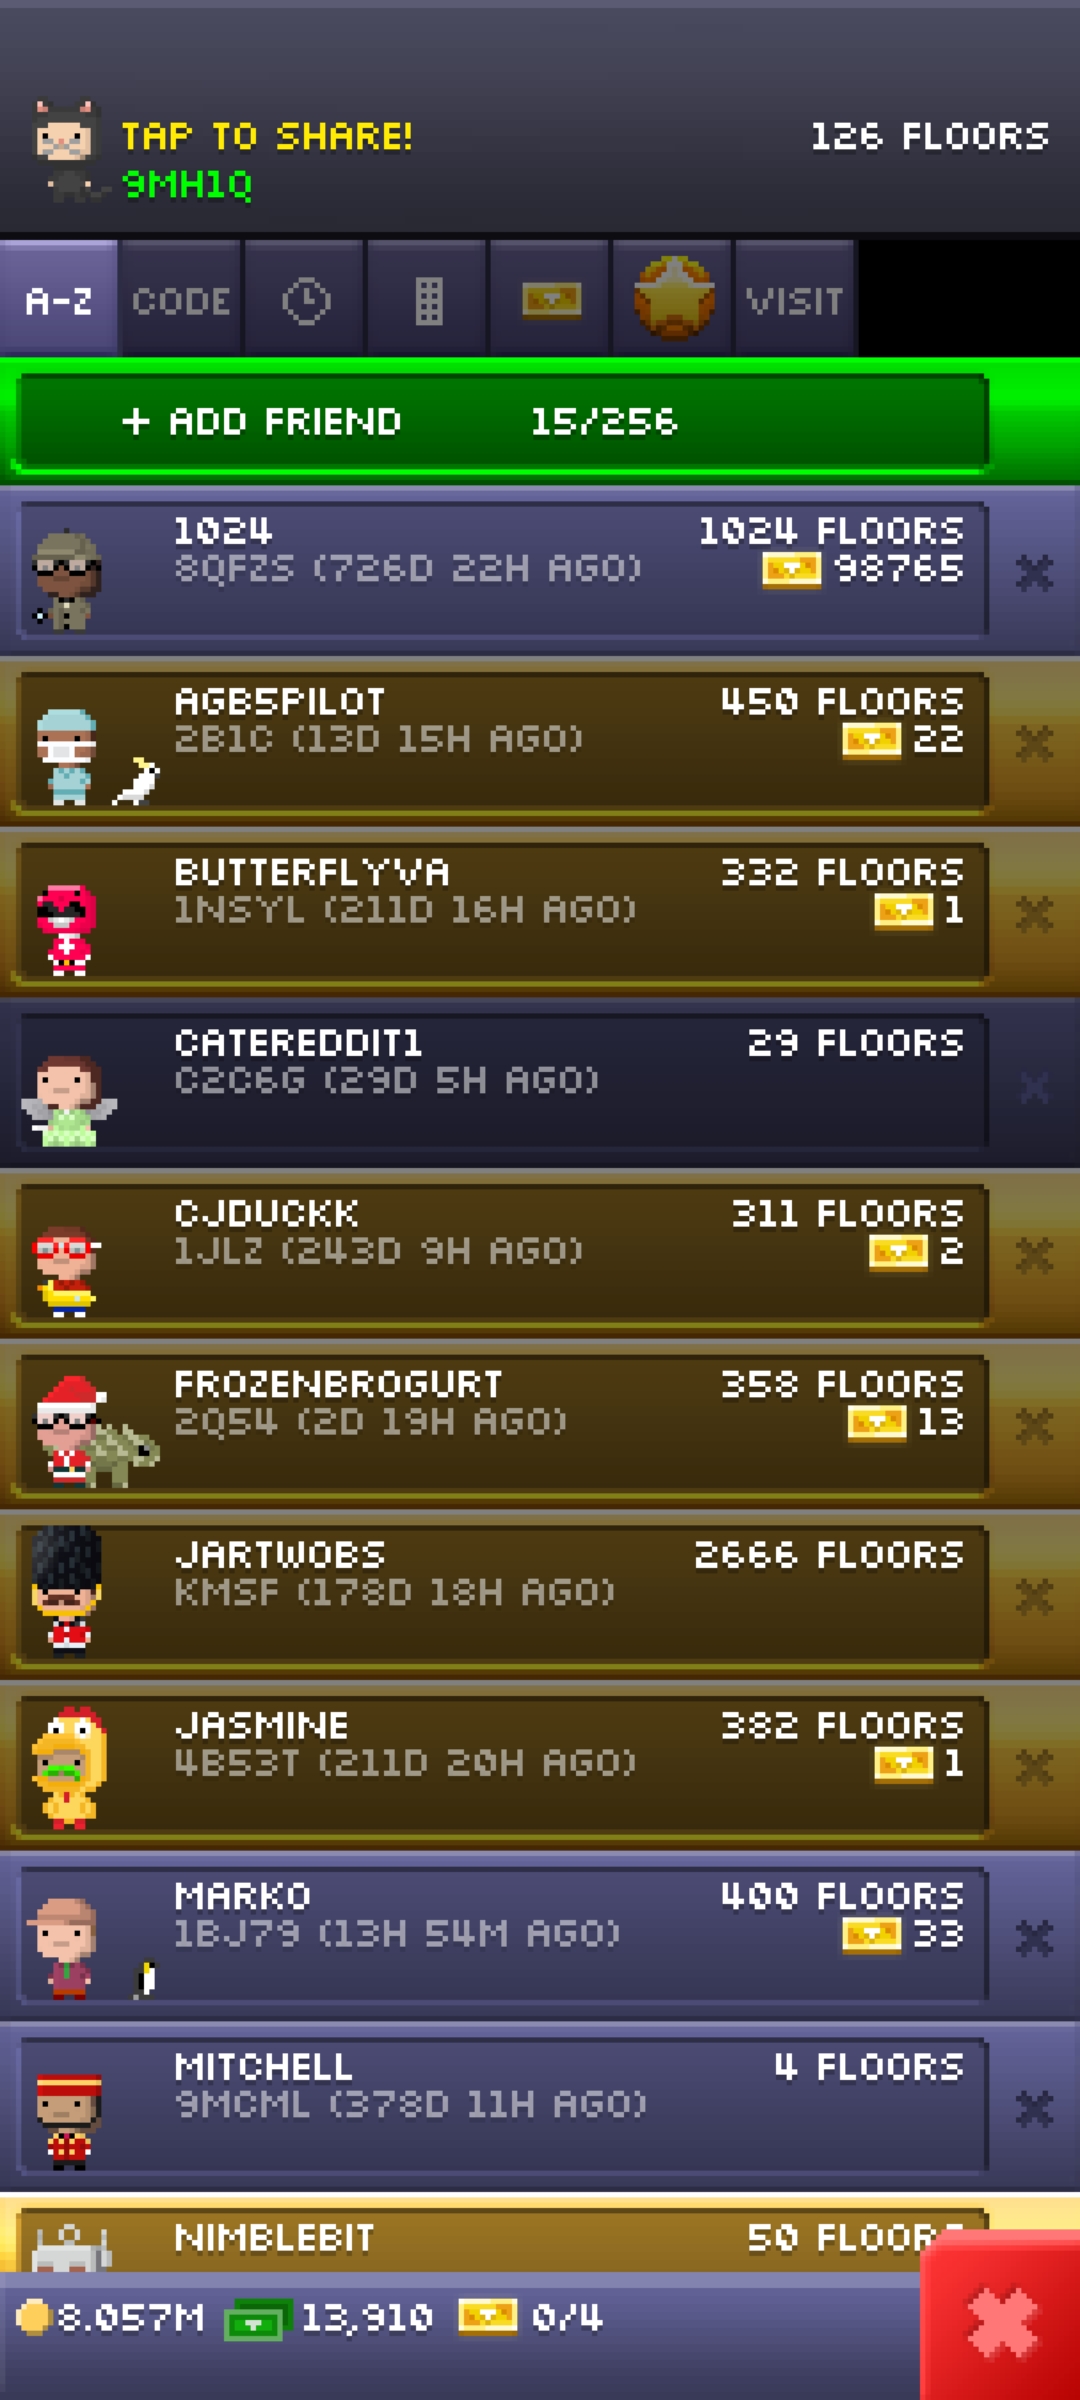 TAP TO SHARE!
126 FLOORS
9MH1Q
A-Z CODE VISIT
+ ADD FRIEND 15/256
1024 1024 FLOORS
8QFZS (726D 22H AGO) 98765
AGB5PILOT 450 FLOORS
2B1C (13D 15H AGO) 22
BUTTERFLYVA 332 FLOORS
1NSYL (211D 16H AGO) 1
CATEREDDIT1 29 FLOORS
C2C6G (29D 5H AGO)
CJDUCKK 311 FLOORS
1JLZ (243D 9H AGO) 2
FROZENBROGURT 358 FLOORS
2Q54 (2D 19H AGO) 13
JARTWOBS 2666 FLOORS
KMSF (178D 18H AGO)
JASMINE 382 FLOORS
4B53T (211D 20H AGO) 1
MARKO 400 FLOORS
1BJ79 (13H 54M AGO) 33
MITCHELL 4 FLOORS
9MCML (378D 11H AGO)
NIMBLEBIT 50 FLOORS
8.057M 13,910 0/4